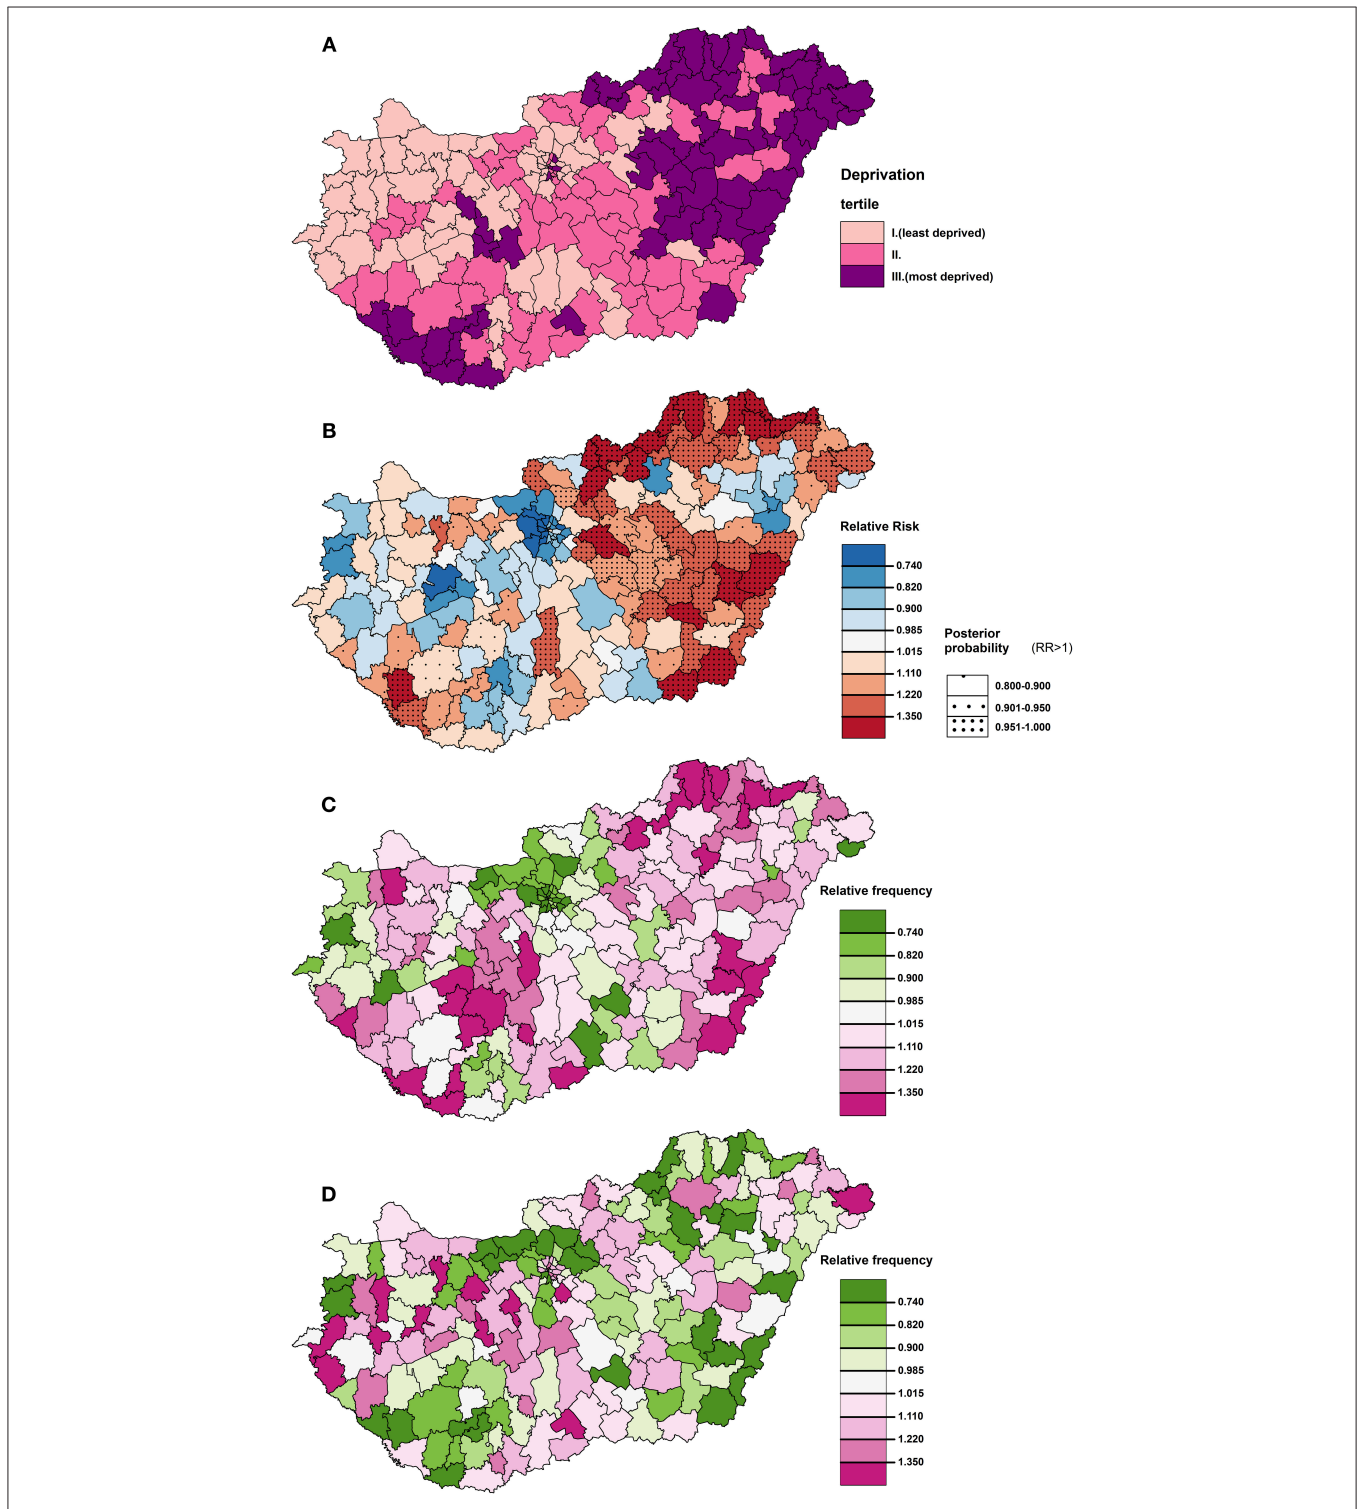 A
Deprivation
tertile
I.(least deprived)
II.
III.(most deprived)
B
Relative Risk
0.740
0.820
0.900
0.985
1.015
1.110
1.220
1.350
Posterior
probability (RR>1)
0.800-0.900
0.901-0.950
0.951-1.000
C
Relative frequency
0.740
0.820
0.900
0.985
1.015
1.110
1.220
1.350
D
Relative frequency
0.740
0.820
0.900
0.985
1.015
1.110
1.220
1.350